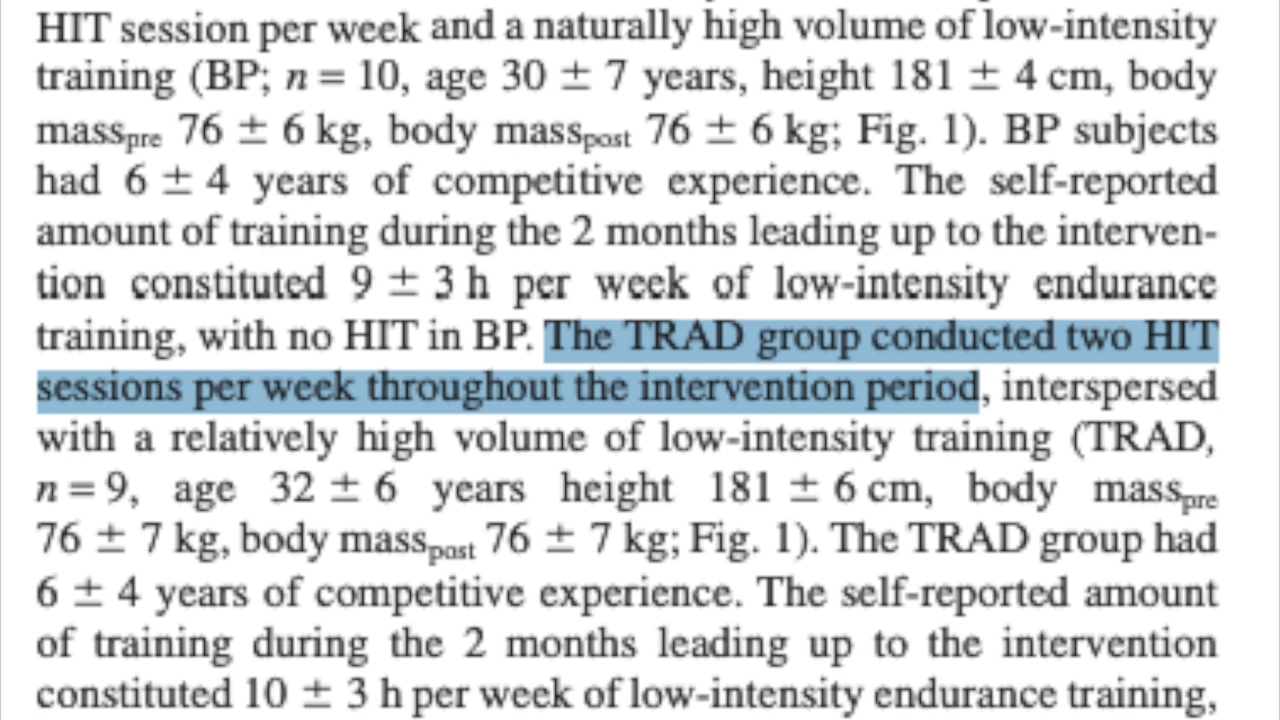 HIT session per week and a naturally high volume of low-intensity
training (BP; n = 10, age 30 ± 7 years, height 181 ± 4 cm, body
masspre 76 ± 6 kg, body masspost 76 ± 6 kg; Fig. 1). BP subjects
had 6 ± 4 years of competitive experience. The self-reported
amount of training during the 2 months leading up to the interven-
tion constituted 9 ± 3 h per week of low-intensity endurance
training, with no HIT in BP. The TRAD group conducted two HIT
sessions per week throughout the intervention period, interspersed
with a relatively high volume of low-intensity training (TRAD,
n = 9, age 32 ± 6 years height 181 ± 6 cm, body masspre
76 ± 7 kg, body masspost 76 ± 7 kg; Fig. 1). The TRAD group had
6 ± 4 years of competitive experience. The self-reported amount
of training during the 2 months leading up to the intervention
constituted 10 ± 3 h per week of low-intensity endurance training,